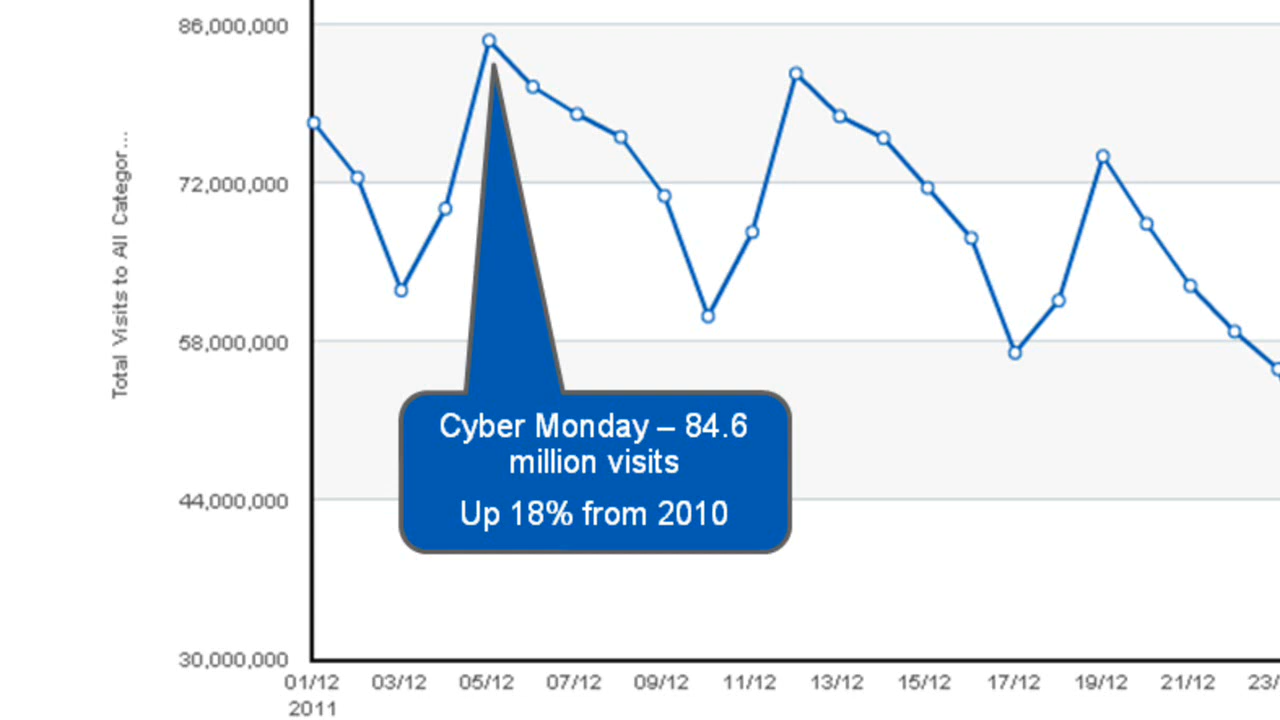 86,000,000
72,000,000
58,000,000
44,000,000
30,000,000
Total Visits to All Categor...
Cyber Monday – 84.6
million visits
Up 18% from 2010
01/12 03/12 05/12 07/12 09/12 11/12 13/12 15/12 17/12 19/12 21/12 23/
2011